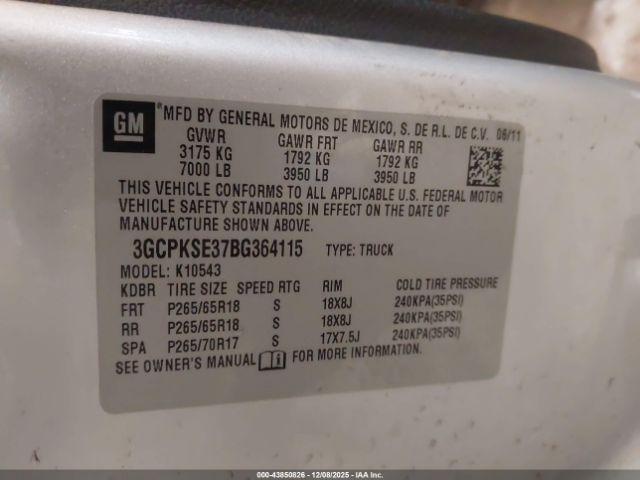 GM ®MFD BY GENERAL MOTORS DE MEXICO, S. DE R.L. DE C.V. 06/11
GVWR GAWR FRT GAWR RR
3175 KG 1792 KG 1792 KG
7000 LB 3950 LB 3950 LB
THIS VEHICLE CONFORMS TO ALL APPLICABLE U.S. FEDERAL MOTOR
VEHICLE SAFETY STANDARDS IN EFFECT ON THE DATE OF
MANUFACTURE SHOWN ABOVE.
3GCPKSE37BG364115 TYPE: TRUCK
MODEL: K10543
KDBR TIRE SIZE SPEED RTG RIM COLD TIRE PRESSURE
FRT P265/65R18 S 18X8J 240KPA(35PSI)
RR P265/65R18 S 18X8J 240KPA(35PSI)
SPA P265/70R17 S 17X7.5J 240KPA(35PSI)
SEE OWNER'S MANUAL FOR MORE INFORMATION.
000-43850826 - 12/08/2025 - IAA Inc.